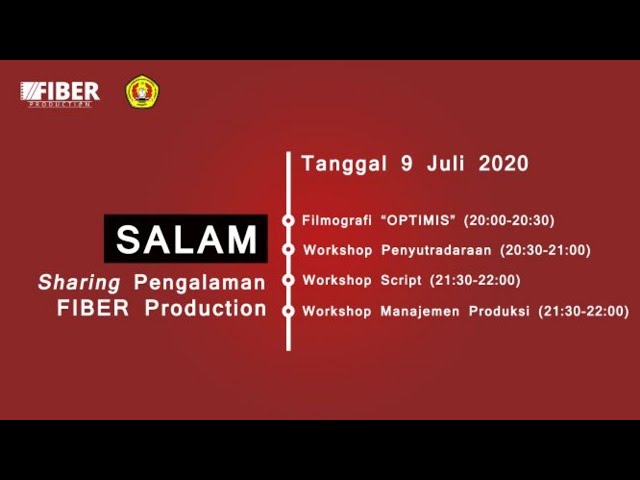 FIBER
PRODUCTION
SALAM
Sharing Pengalaman
FIBER Production
Tanggal 9 Juli 2020
Filmografi “OPTIMIS” (20:00-20:30)
Workshop Penyutradaraan (20:30-21:00)
Workshop Script (21:30-22:00)
Workshop Manajemen Produksi (21:30-22:00)